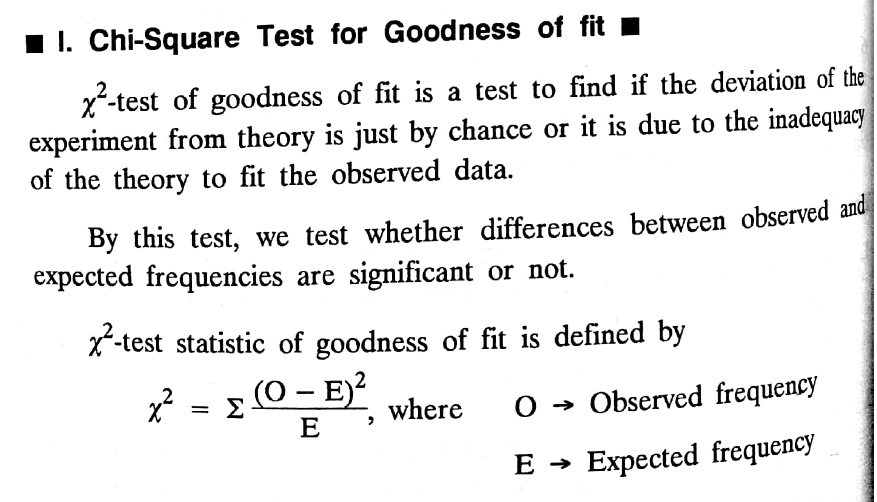 ■ I. Chi-Square Test for Goodness of fit ■
χ²-test of goodness of fit is a test to find if the deviation of the
experiment from theory is just by chance or it is due to the inadequacy
of the theory to fit the observed data.
By this test, we test whether differences between observed and
expected frequencies are significant or not.
χ²-test statistic of goodness of fit is defined by
χ² = Σ (O − E)²/E, where O → Observed frequency
E → Expected frequency